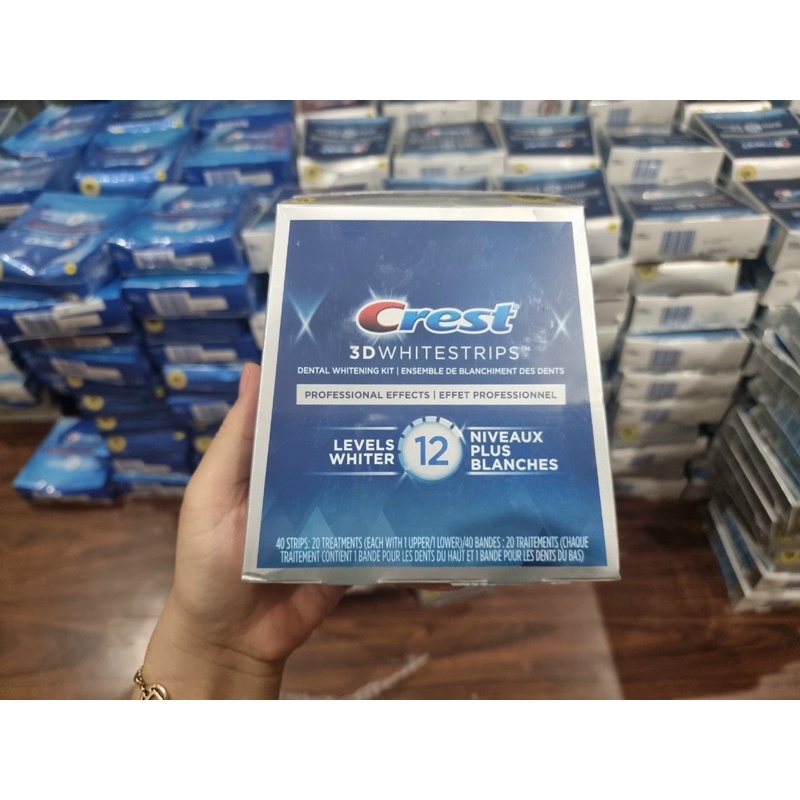 Crest
3DWHITESTRIPS™
DENTAL WHITENING KIT | ENSEMBLE DE BLANCHIMENT DES DENTS
PROFESSIONAL EFFECTS | EFFET PROFESSIONNEL
LEVELS
WHITER
12
NIVEAUX
PLUS
BLANCHES
40 STRIPS: 20 TREATMENTS (EACH WITH 1 UPPER/1 LOWER)/40 BANDES : 20 TRAITEMENTS (CHAQUE
TRAITEMENT CONTIENT 1 BANDE POUR LES DENTS DU HAUT ET 1 BANDE POUR LES DENTS DU BAS)